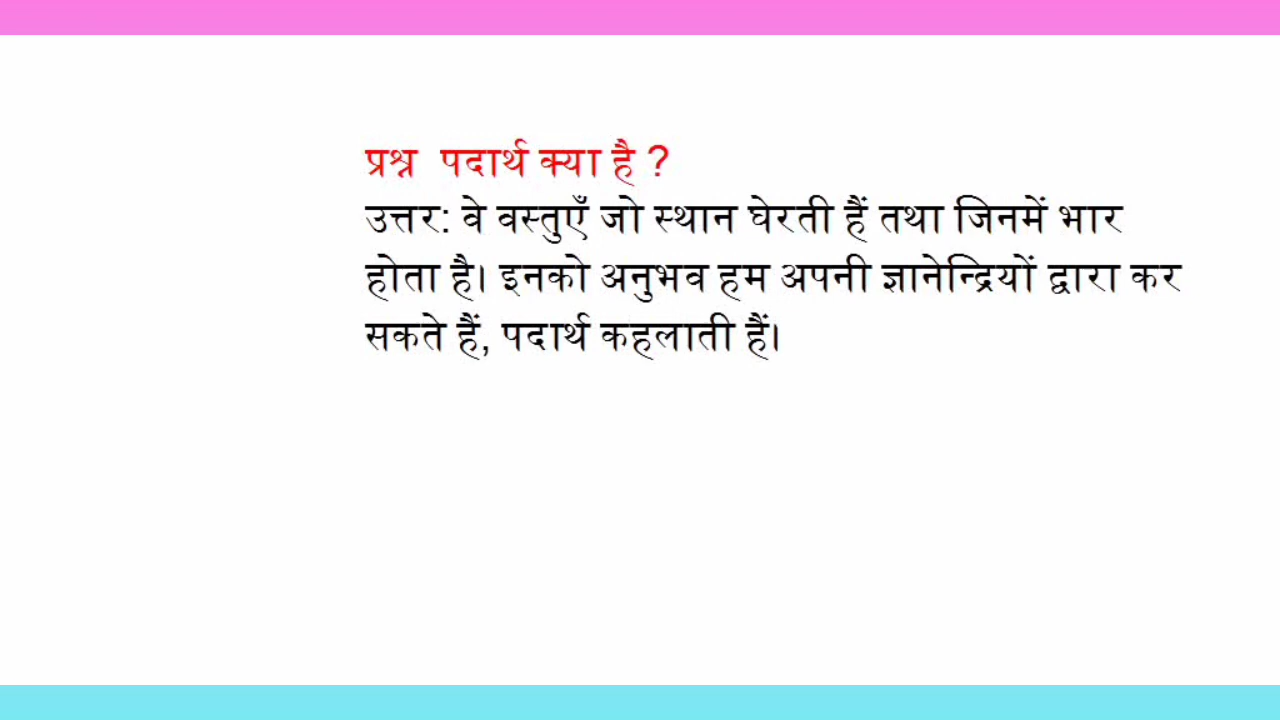 प्रश्न पदार्थ क्या है ?
उत्तर: वे वस्तुएँ जो स्थान घेरती हैं तथा जिनमें भार
होता है। इनको अनुभव हम अपनी ज्ञानेन्द्रियों द्वारा कर
सकते हैं, पदार्थ कहलाती हैं।